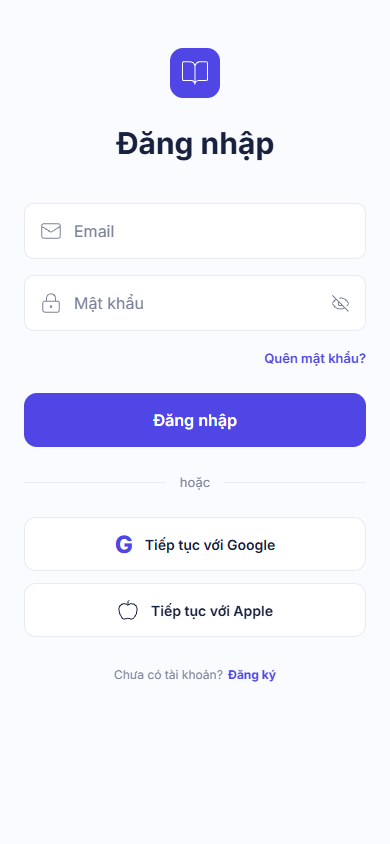 Đăng nhập
Email
Mật khẩu
Quên mật khẩu?
Đăng nhập
hoặc
G Tiếp tục với Google
Tiếp tục với Apple
Chưa có tài khoản? Đăng ký